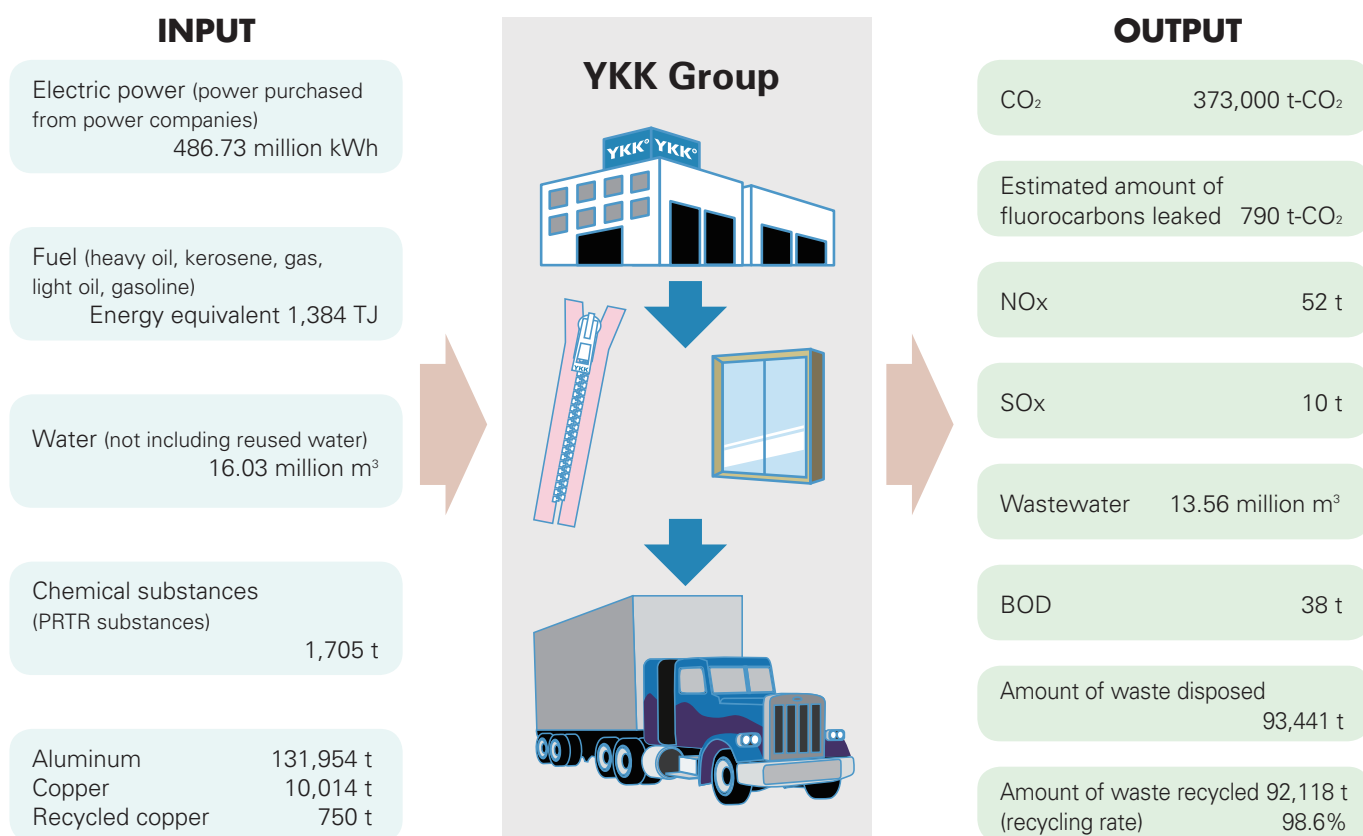 INPUT
Electric power (power purchased
from power companies)
486.73 million kWh
Fuel (heavy oil, kerosene, gas,
light oil, gasoline)
Energy equivalent 1,384 TJ
Water (not including reused water)
16.03 million m³
Chemical substances
(PRTR substances)
1,705 t
Aluminum 131,954 t
Copper 10,014 t
Recycled copper 750 t
YKK Group
YKK° YKK°
YKK
OUTPUT
CO₂ 373,000 t-CO₂
Estimated amount of
fluorocarbons leaked 790 t-CO₂
NOx 52 t
SOx 10 t
Wastewater 13.56 million m³
BOD 38 t
Amount of waste disposed
93,441 t
Amount of waste recycled 92,118 t
(recycling rate) 98.6%